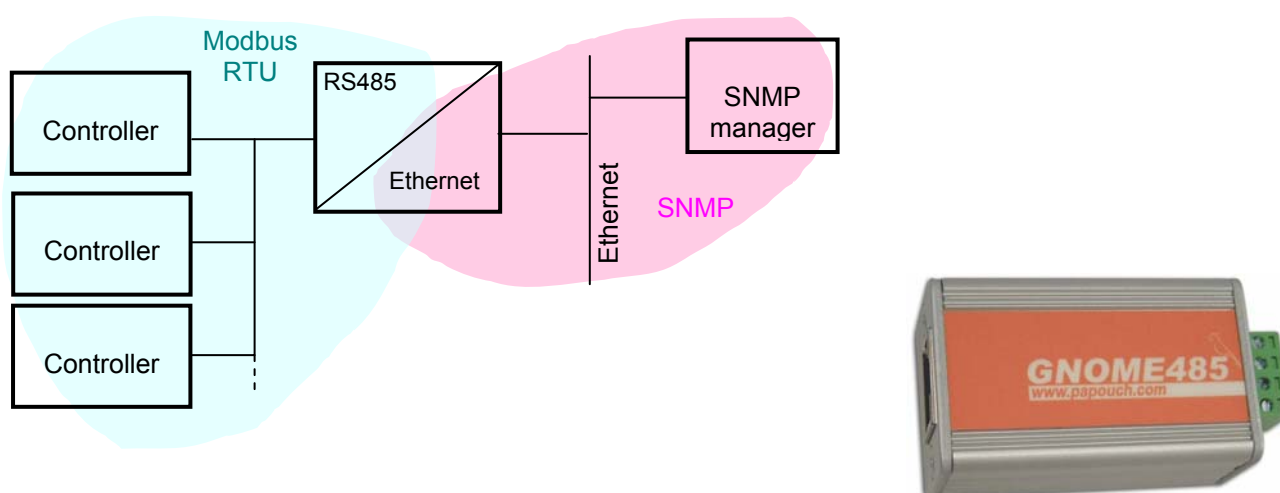 Modbus
RTU
Controller
Controller
Controller
RS485
Ethernet
Ethernet
SNMP
manager
SNMP
GNOME485
www.papouch.com